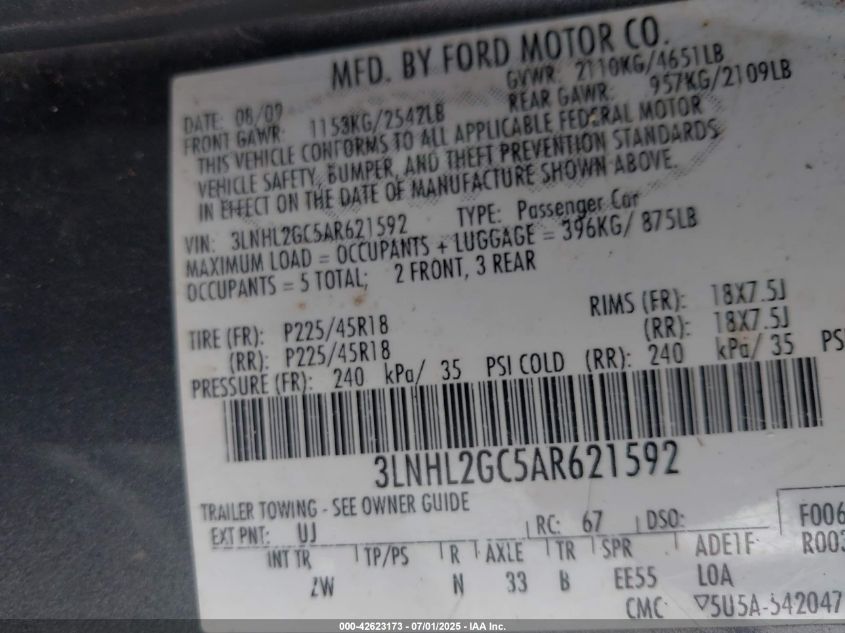 MFD. BY FORD MOTOR CO.
DATE: 08/09 GVWR: 2110KG/4651LB
FRONT GAWR: 1153KG/2542LB REAR GAWR: 957KG/2109LB
THIS VEHICLE CONFORMS TO ALL APPLICABLE FEDERAL MOTOR
VEHICLE SAFETY, BUMPER, AND THEFT PREVENTION STANDARDS
IN EFFECT ON THE DATE OF MANUFACTURE SHOWN ABOVE.
VIN: 3LNHL2GC5AR621592 TYPE: Passenger Car
MAXIMUM LOAD = OCCUPANTS + LUGGAGE = 396KG/ 875LB
OCCUPANTS = 5 TOTAL; 2 FRONT, 3 REAR
TIRE (FR): P225/45R18 RIMS (FR): 18X7.5J
(RR): P225/45R18 (RR): 18X7.5J
PRESSURE (FR): 240 kPa/ 35 PSI COLD (RR): 240 kPa/ 35 PS
3LNHL2GC5AR621592
TRAILER TOWING - SEE OWNER GUIDE
EXT PNT: UJ RC: 67 DSO: F006
INT TR TP/PS R AXLE TR SPR ADEIF R003
ZW N 33 B EE55 LOA
CMC ▽5U5A-542047
000-42623173 - 07/01/2025 - IAA Inc.